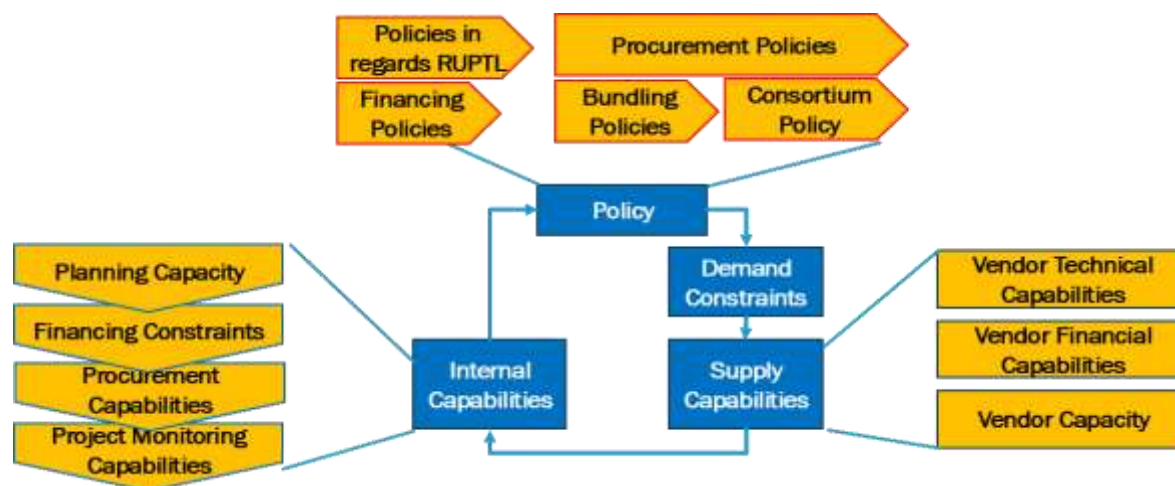 Policies in
regards RUPTL
Procurement Policies
Financing
Policies
Bundling
Policies
Consortium
Policy
Policy
Demand
Constraints
Planning Capacity
Financing Constraints
Procurement
Capabilities
Project Monitoring
Capabilities
Internal
Capabilities
Supply
Capabilities
Vendor Technical
Capabilities
Vendor Financial
Capabilities
Vendor Capacity